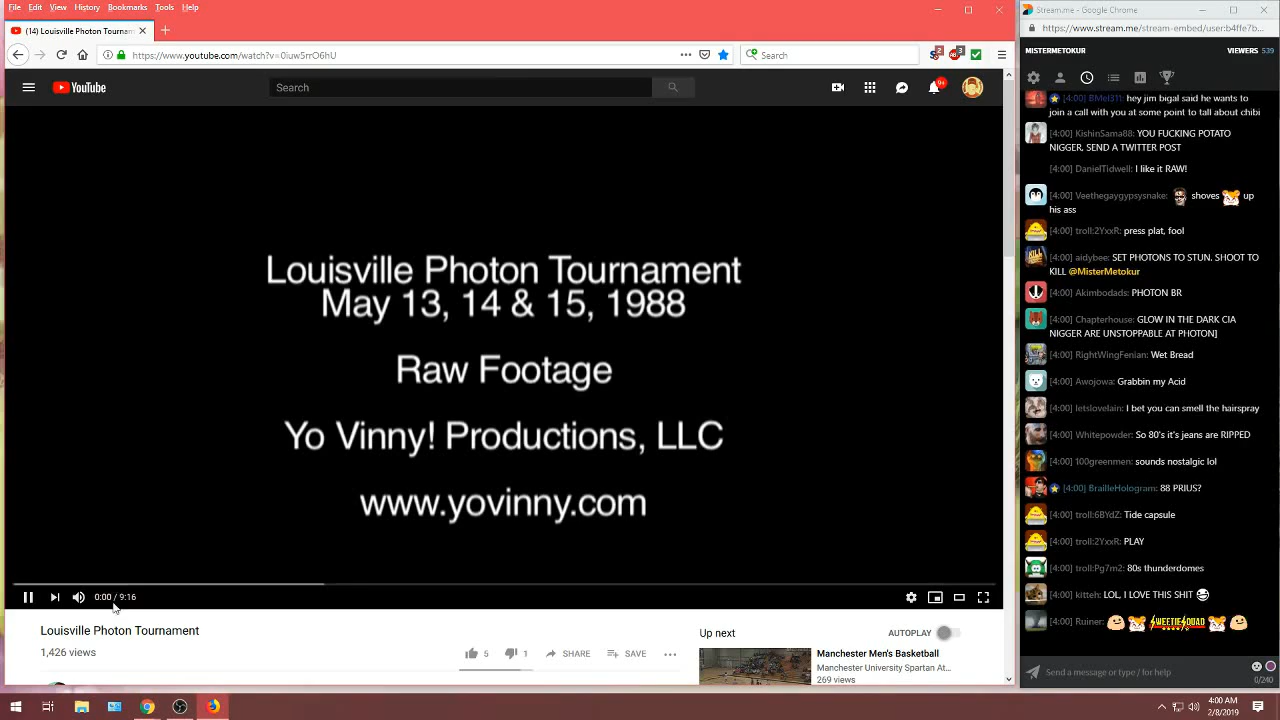 File Edit View History Bookmarks Tools Help
(14) Louisville Photon Tournam
https://www.youtube.com/watch?v=0iuw5rrO6hU
Search
YouTube
Search
9+
Louisville Photon Tournament
May 13, 14 & 15, 1988
Raw Footage
Yo Vinny! Productions, LLC
www.yovinny.com
0:00 / 9:16
Louisville Photon Tournament
1,426 views
5
1
SHARE
SAVE
Up next
AUTOPLAY
Manchester Men's Basketball
Manchester University Spartan At...
269 views
Stream.me - Google Chrome
https://www.stream.me/stream-embed/user:b4ffe7b...
MISTERMETOKUR
VIEWERS 539
[4:00] BMel311: hey jim bigal said he wants to
join a call with you at some point to talk about chibi
[4:00] KishinSama88: YOU FUCKING POTATO
NIGGER, SEND A TWITTER POST
[4:00] DanielTidwell: I like it RAW!
[4:00] Veethegaygypsysnake: shoves up
his ass
[4:00] troll:2YxxR: press plat, fool
[4:00] aidybee: SET PHOTONS TO STUN, SHOOT TO
KILL @MisterMetokur
[4:00] Akimbodads: PHOTON BR
[4:00] Chapterhouse: GLOW IN THE DARK CIA
NIGGER ARE UNSTOPPABLE AT PHOTON]
[4:00] RightWingFenian: Wet Bread
[4:00] Awojowa: Grabbin my Acid
[4:00] letslovelain: I bet you can smell the hairspray
[4:00] Whitepowder: So 80's it's jeans are RIPPED
[4:00] 100greenmen: sounds nostalgic lol
[4:00] BrailleHologram: 88 PRIUS?
[4:00] troll:6BYdZ: Tide capsule
[4:00] troll:2YxxR: PLAY
[4:00] troll:Pg7m2: 80s thunderdomes
[4:00] kitteh: LOL, I LOVE THIS SHIT
[4:00] Ruiner: SWEETIE SQUAD
Send a message or type / for help
0/240
4:00 AM
2/8/2019